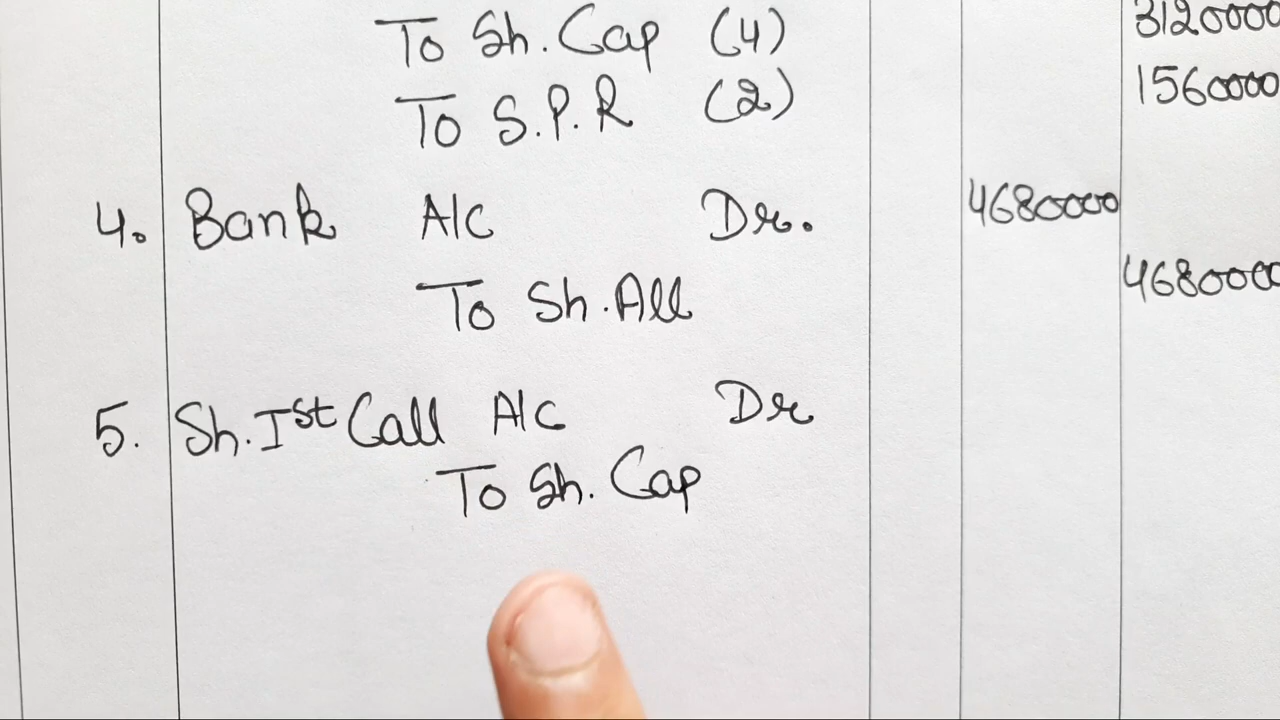 To Sh. Cap (4) 3120000
To S.P.R (2) 1560000
4. Bank A/C Dr. 4680000
To Sh. All 4680000
5. Sh. Ist Call A/C Dr
To Sh. Cap